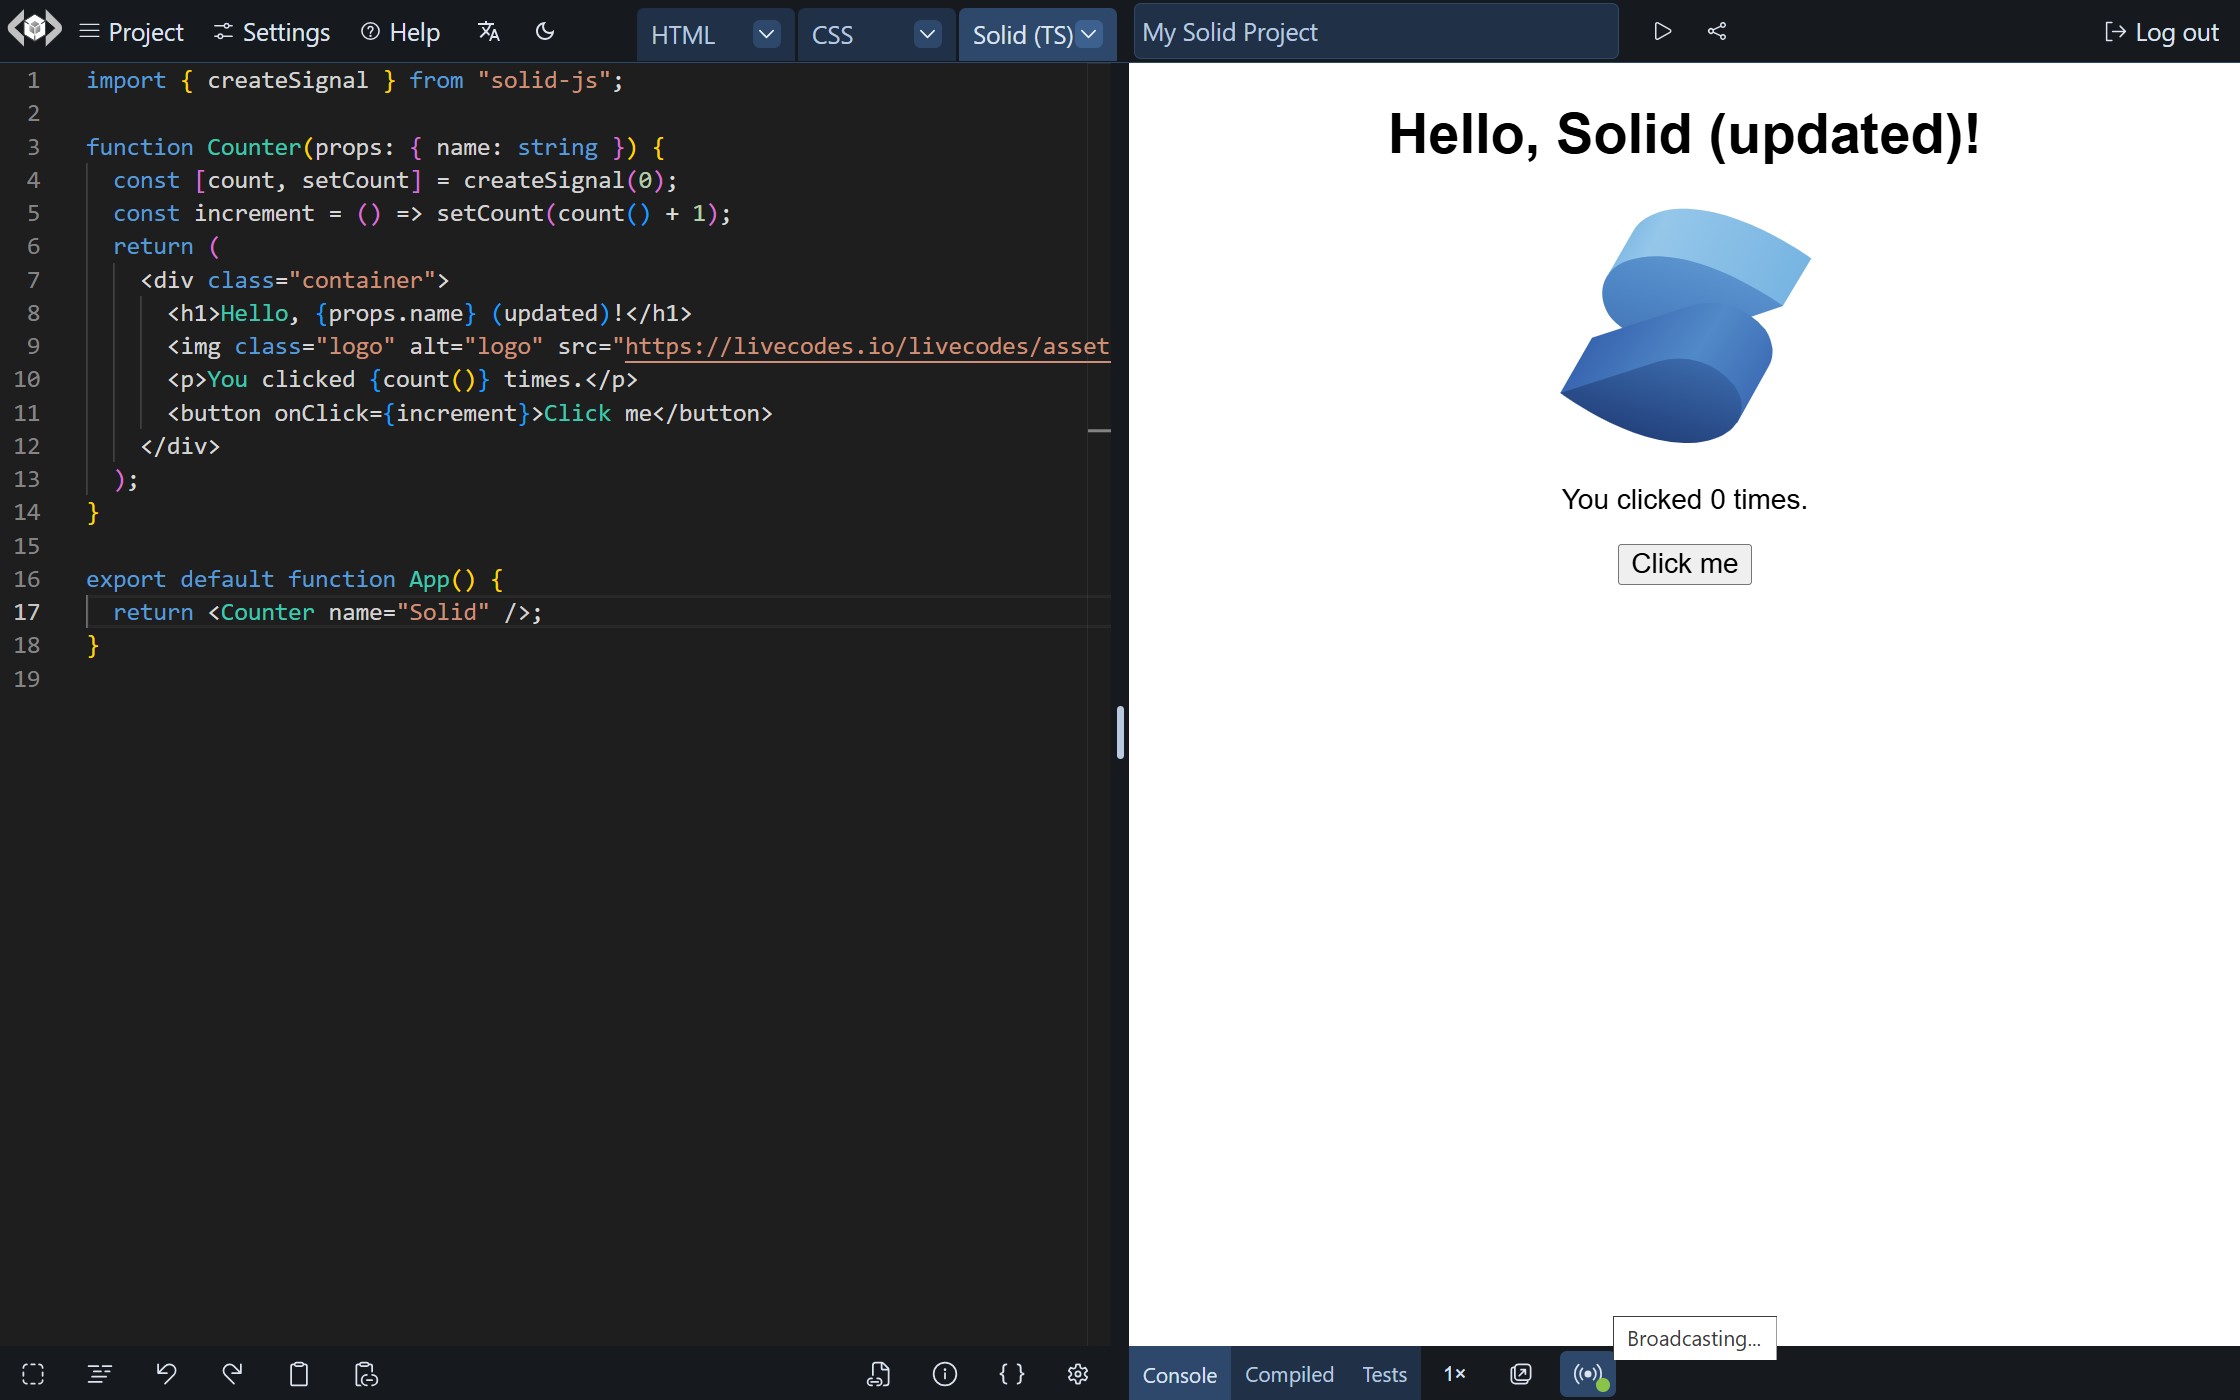 Project Settings Help HTML CSS Solid (TS) My Solid Project Log out
1 import { createSignal } from "solid-js";
2
3 function Counter(props: { name: string }) {
4 const [count, setCount] = createSignal(0);
5 const increment = () => setCount(count() + 1);
6 return (
7 <div class="container">
8 <h1>Hello, {props.name} (updated)!</h1>
9 <img class="logo" alt="logo" src="https://livecodes.io/livecodes/asset
10 <p>You clicked {count()} times.</p>
11 <button onClick={increment}>Click me</button>
12 </div>
13 );
14 }
15
16 export default function App() {
17 return <Counter name="Solid" />;
18 }
19
Hello, Solid (updated)!
You clicked 0 times.
Click me
Broadcasting...
Console Compiled Tests 1×